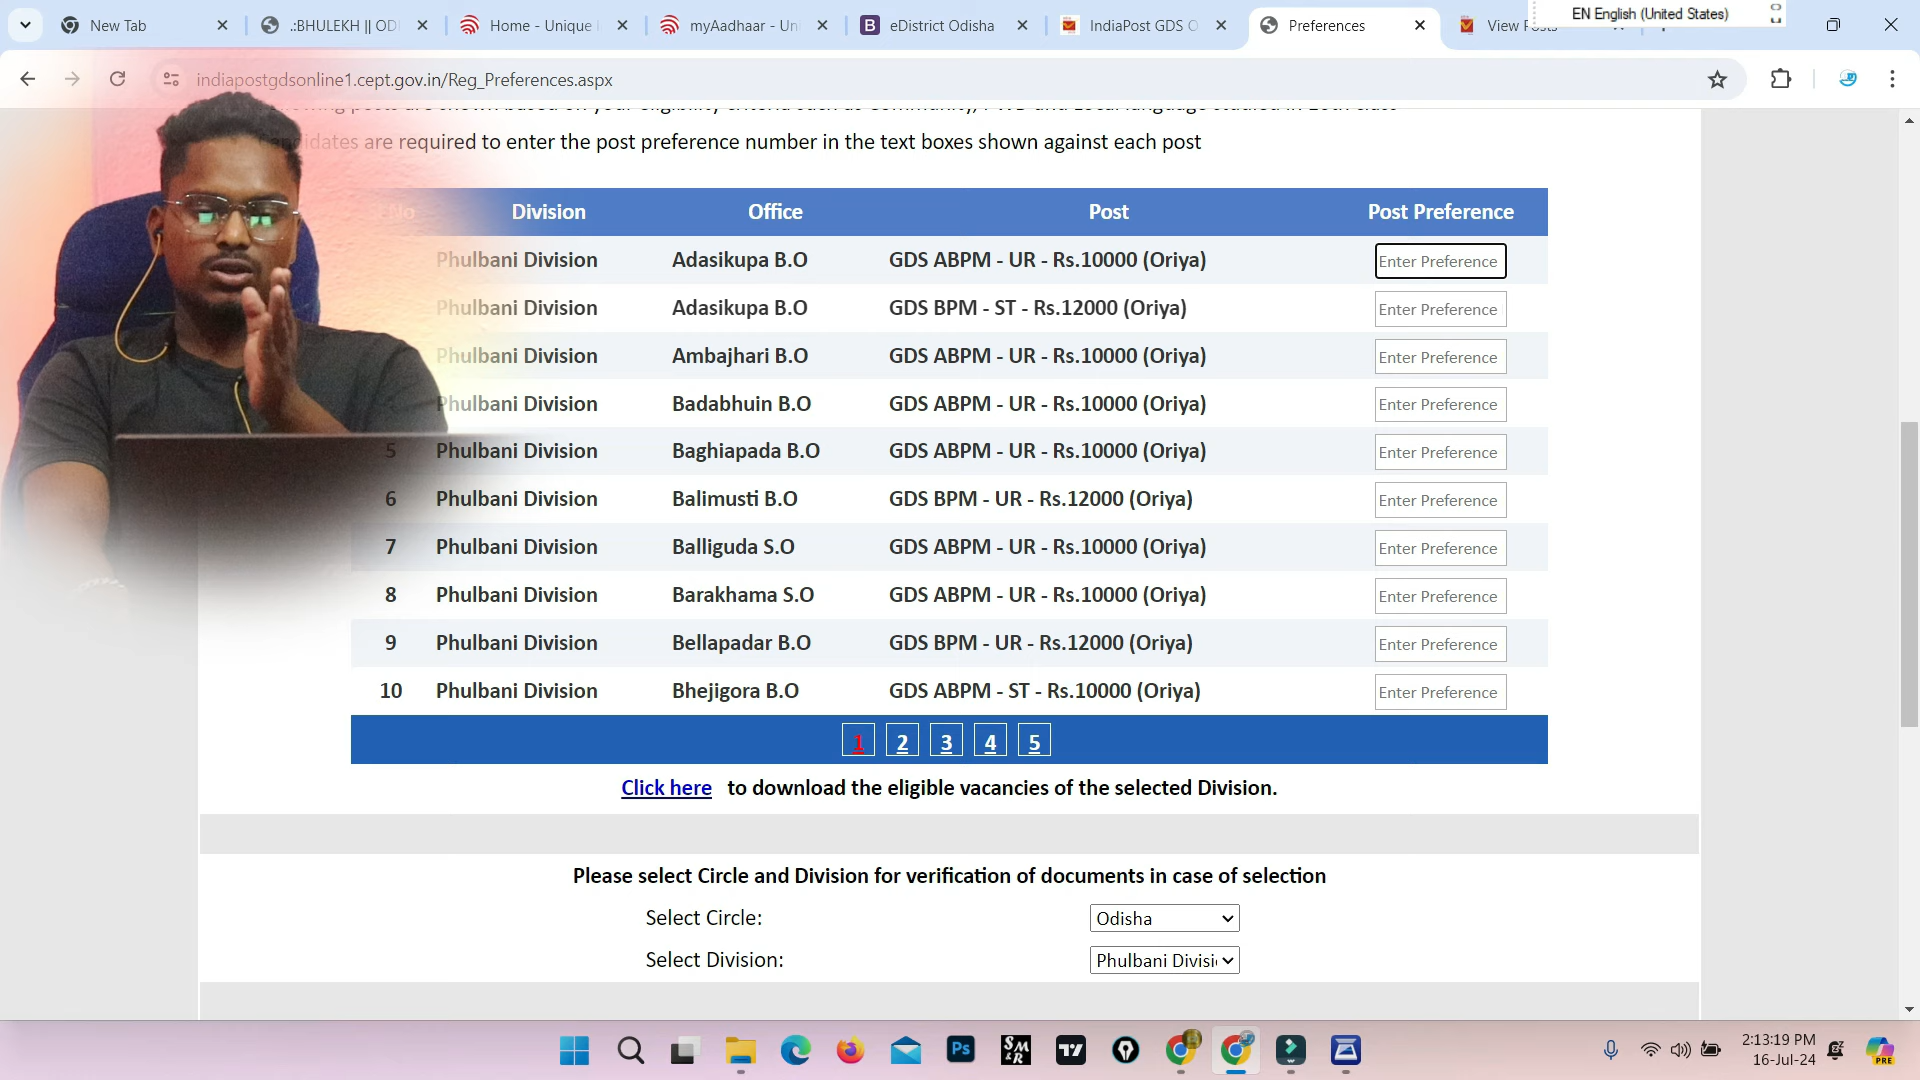 New Tab
.:BHULEKH || OD
Home - Unique
myAadhaar - Un
eDistrict Odisha
IndiaPost GDS O
Preferences
View Posts
EN English (United States)
indiapostgdsonline1.cept.gov.in/Reg_Preferences.aspx
are required to enter the post preference number in the text boxes shown against each post
No Division Office Post Post Preference
Phulbani Division Adasikupa B.O GDS ABPM - UR - Rs.10000 (Oriya) Enter Preference
Phulbani Division Adasikupa B.O GDS BPM - ST - Rs.12000 (Oriya) Enter Preference
Phulbani Division Ambajhari B.O GDS ABPM - UR - Rs.10000 (Oriya) Enter Preference
Phulbani Division Badabhuin B.O GDS ABPM - UR - Rs.10000 (Oriya) Enter Preference
5 Phulbani Division Baghiapada B.O GDS ABPM - UR - Rs.10000 (Oriya) Enter Preference
6 Phulbani Division Balimusti B.O GDS BPM - UR - Rs.12000 (Oriya) Enter Preference
7 Phulbani Division Balliguda S.O GDS ABPM - UR - Rs.10000 (Oriya) Enter Preference
8 Phulbani Division Barakhama S.O GDS ABPM - UR - Rs.10000 (Oriya) Enter Preference
9 Phulbani Division Bellapadar B.O GDS BPM - UR - Rs.12000 (Oriya) Enter Preference
10 Phulbani Division Bhejigora B.O GDS ABPM - ST - Rs.10000 (Oriya) Enter Preference
1 2 3 4 5
Click here to download the eligible vacancies of the selected Division.
Please select Circle and Division for verification of documents in case of selection
Select Circle: Odisha
Select Division: Phulbani Divisi
Ps
SM
&R
PRE
2:13:19 PM
16-Jul-24